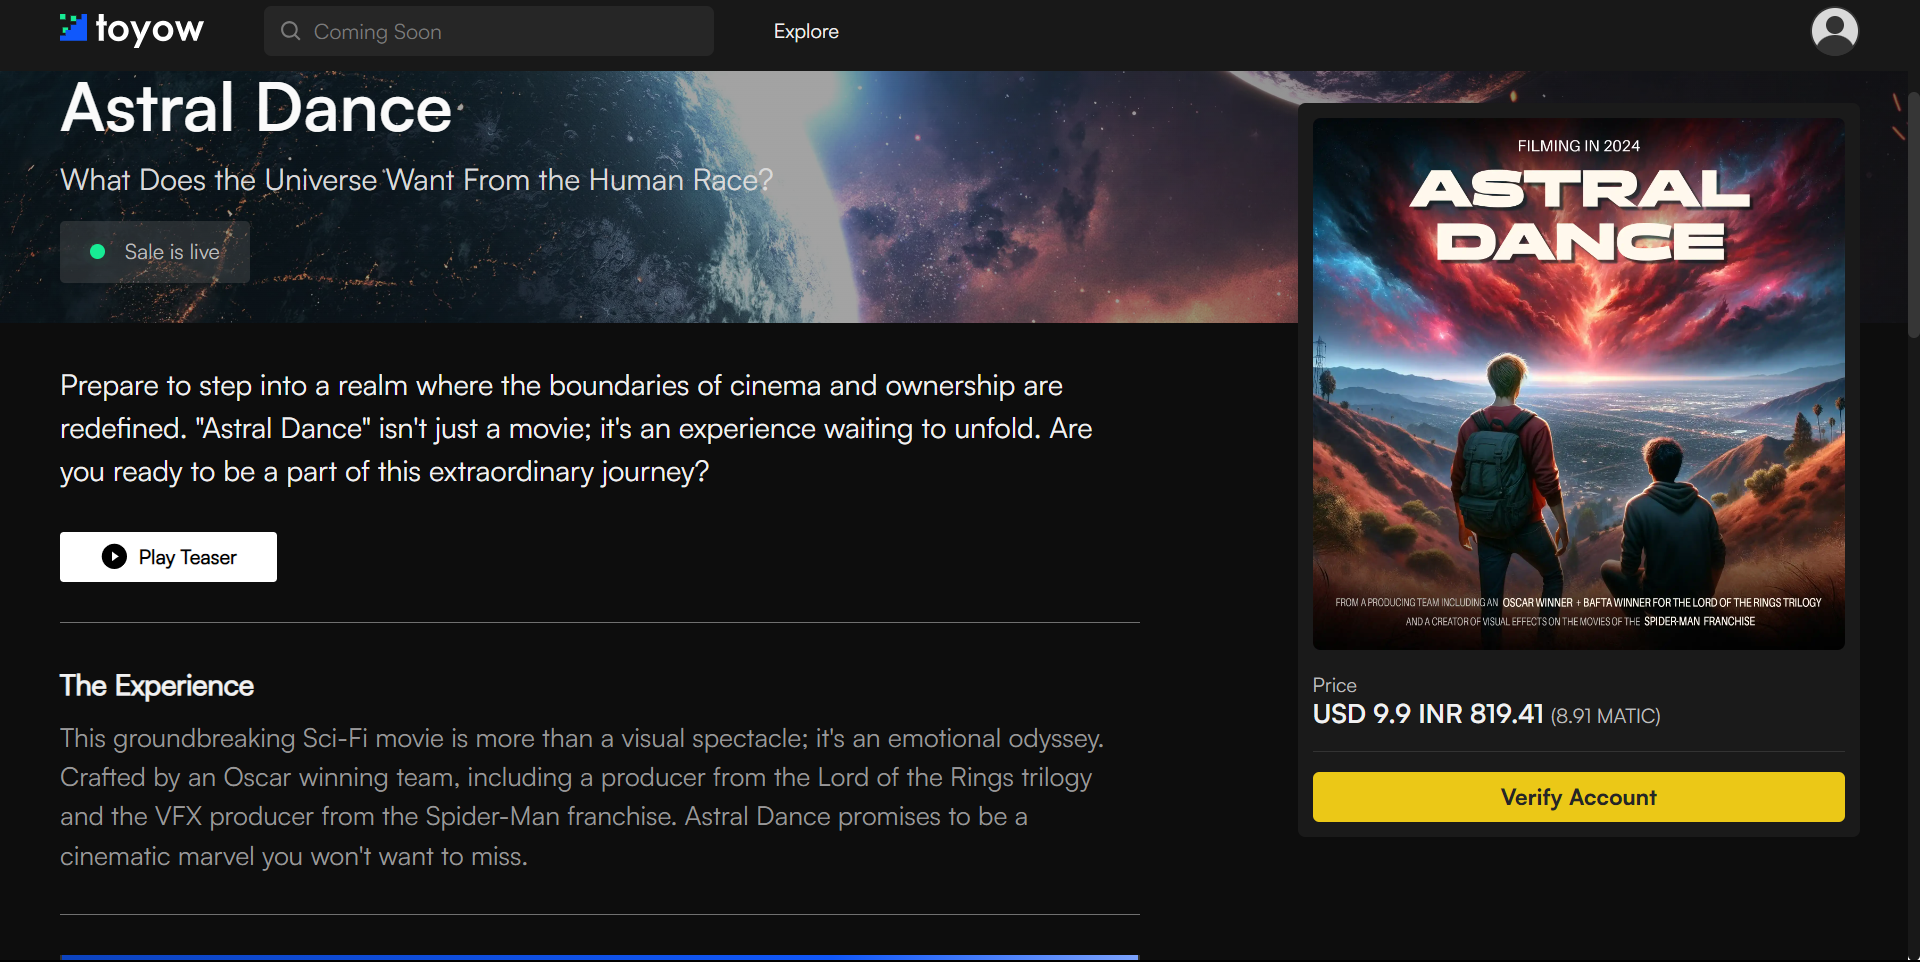 toyow
Coming Soon
Explore
Astral Dance
What Does the Universe Want From the Human Race?
Sale is live
Prepare to step into a realm where the boundaries of cinema and ownership are
redefined. "Astral Dance" isn't just a movie; it's an experience waiting to unfold. Are
you ready to be a part of this extraordinary journey?
Play Teaser
The Experience
This groundbreaking Sci-Fi movie is more than a visual spectacle; it's an emotional odyssey.
Crafted by an Oscar winning team, including a producer from the Lord of the Rings trilogy
and the VFX producer from the Spider-Man franchise. Astral Dance promises to be a
cinematic marvel you won't want to miss.
FILMING IN 2024
ASTRAL
DANCE
FROM A PRODUCING TEAM INCLUDING AN OSCAR WINNER + BAFTA WINNER FOR THE LORD OF THE RINGS TRILOGY
AND A CREATOR OF VISUAL EFFECTS ON THE MOVIES OF THE SPIDER-MAN FRANCHISE
Price
USD 9.9 INR 819.41 (8.91 MATIC)
Verify Account